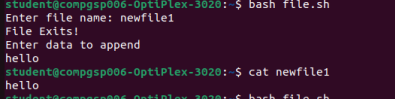 student@compgsp006-OptiPlex-3020:~$ bash file.sh
Enter file name: newfile1
File Exits!
Enter data to append
hello
student@compgsp006-OptiPlex-3020:~$ cat newfile1
hello
student@compgsp006-OptiPlex-3020:~$ bash file.sh